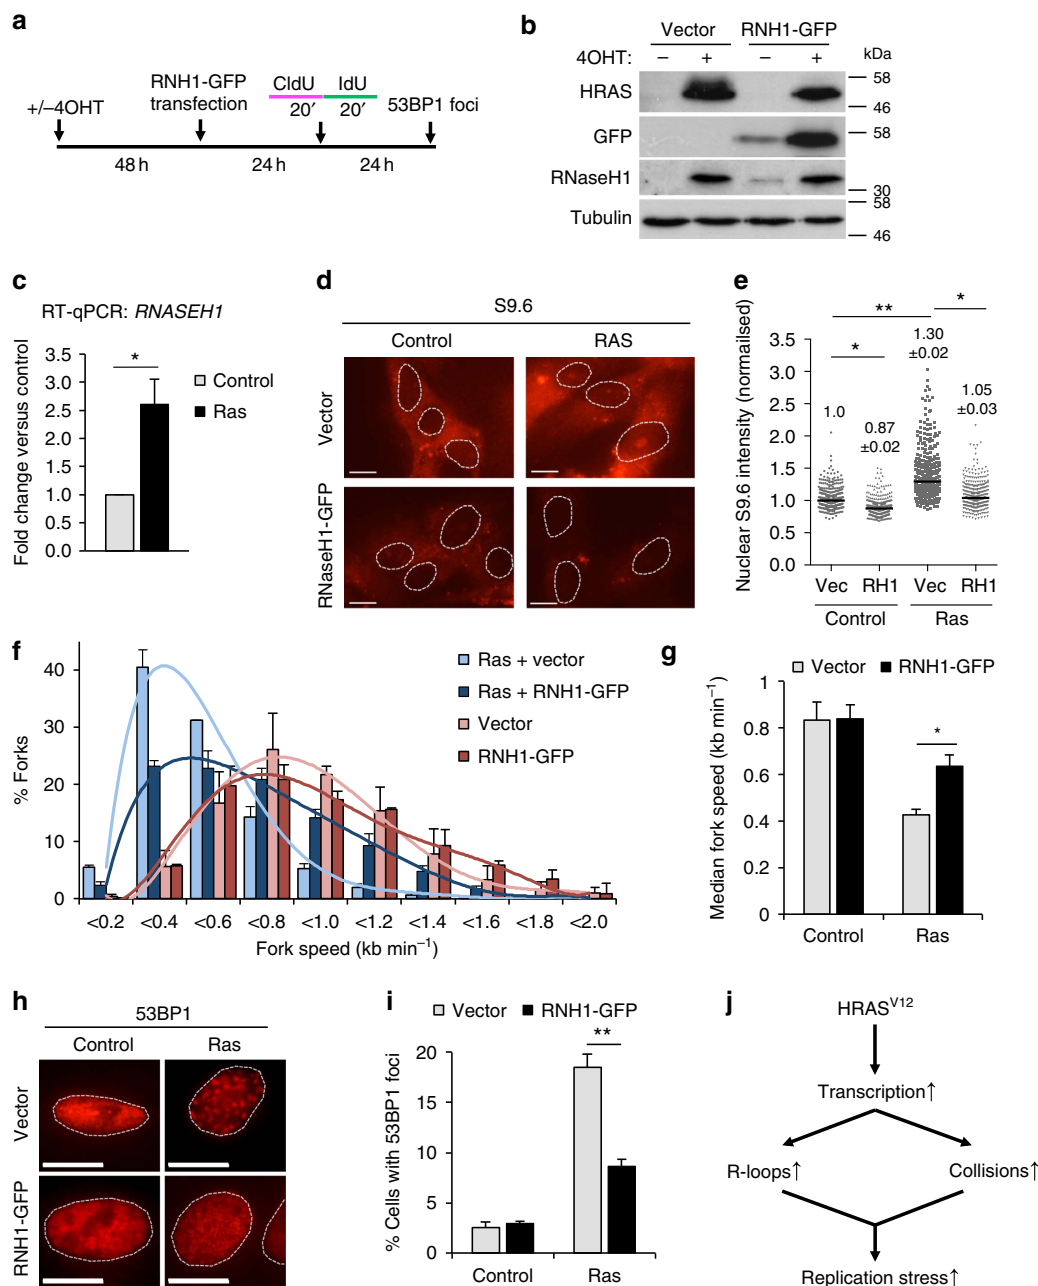 a
RNH1-GFP
transfection
CldU IdU
20′ 20′
+/–4OHT
53BP1 foci
48 h 24 h 24 h
b
Vector RNH1-GFP
4OHT: – + – + kDa
HRAS
58
46
GFP
58
RNaseH1
30
Tubulin
58
46
c
RT-qPCR: RNASEH1
Fold change versus control
3.5
3.0
2.5
2.0
1.5
1.0
0.5
0.0
*
Control
Ras
d
S9.6
Control RAS
Vector
RNaseH1-GFP
e
Nuclear S9.6 intensity (normailsed)
3.5
3.0
2.5
2.0
1.5
1.0
0.5
0.0
** *
*
1.0
0.87
±0.02
1.30
±0.02
1.05
±0.03
Vec RH1 Vec RH1
Control Ras
f
% Forks
40
30
20
10
0
Ras + vector
Ras + RNH1-GFP
Vector
RNH1-GFP
<0.2 <0.4 <0.6 <0.8 <1.0 <1.2 <1.4 <1.6 <1.8 <2.0
Fork speed (kb min–1)
g
Vector RNH1-GFP
Median fork speed (kb min–1)
1
0.8
0.6
0.4
0.2
0
*
Control Ras
h
53BP1
Control Ras
Vector
RNH1-GFP
i
Vector RNH1-GFP
% Cells with 53BP1 foci
20
15
10
5
0
**
Control Ras
j
HRASV12
Transcription↑
R-loops↑ Collisions↑
Replication stress↑